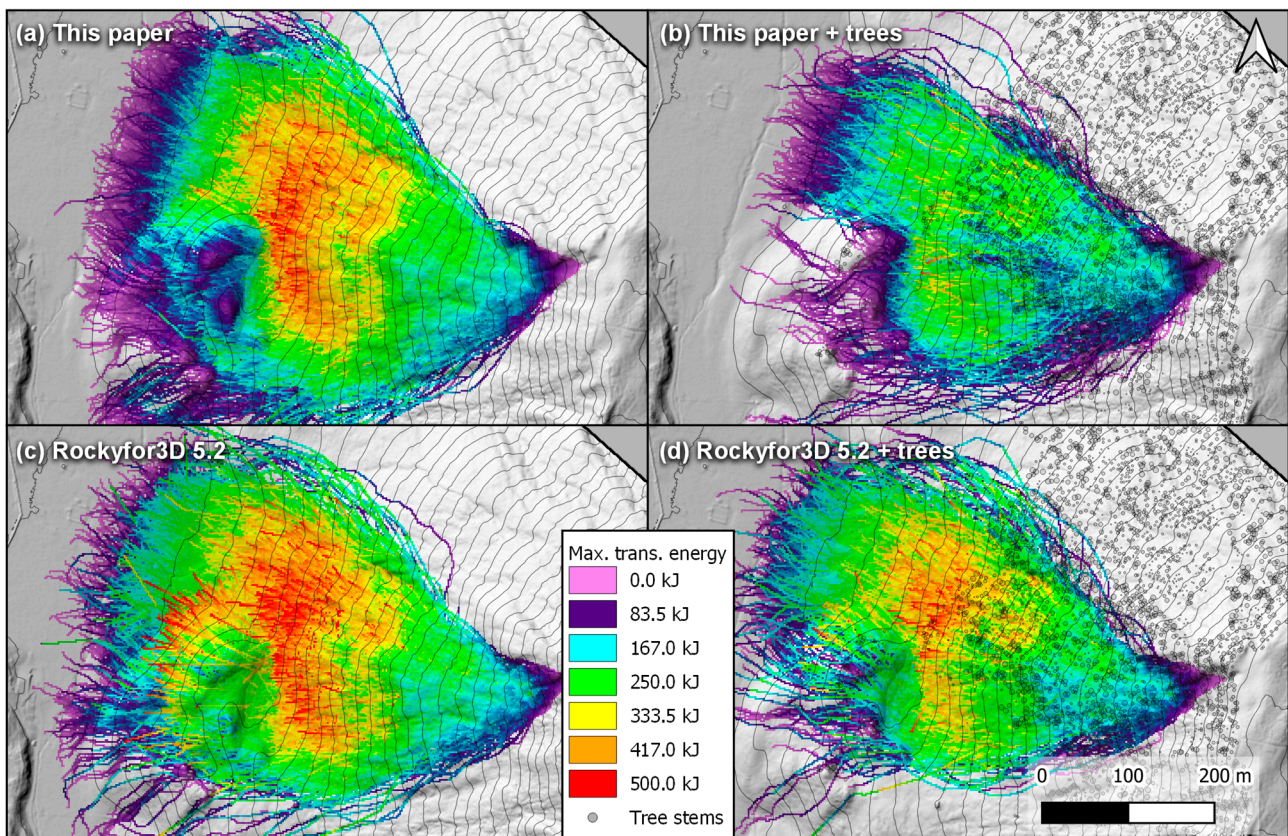 (a) This paper
(b) This paper + trees
(c) Rockyfor3D 5.2
(d) Rockyfor3D 5.2 + trees
Max. trans. energy
0.0 kJ
83.5 kJ
167.0 kJ
250.0 kJ
333.5 kJ
417.0 kJ
500.0 kJ
Tree stems
0 100 200 m